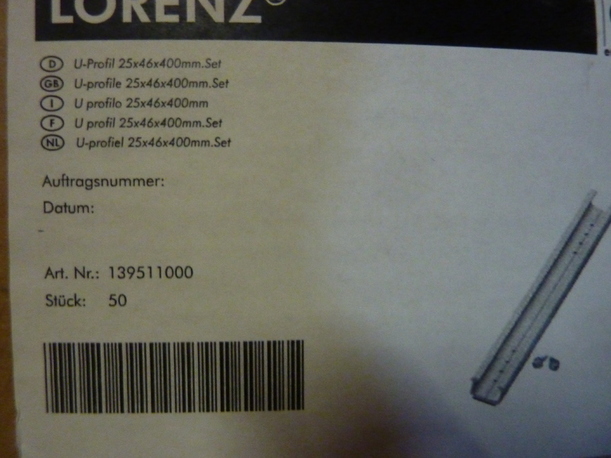 LORENZ®
D U-Profil 25x46x400mm.Set
GB U-profile 25x46x400mm.Set
I U profilo 25x46x400mm
F U profil 25x46x400mm.Set
NL U-profiel 25x46x400mm.Set
Auftragsnummer:
Datum:
-
Art. Nr.: 139511000
Stück: 50